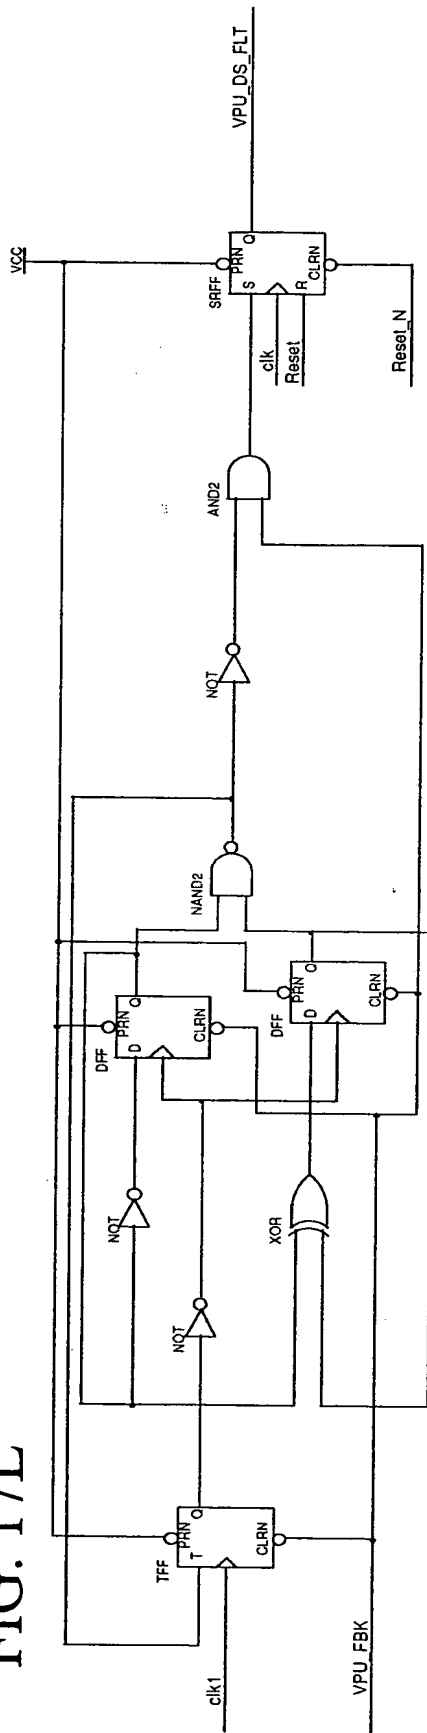 FIG. 17L
VCC
TFF
PRN
T
Q
CLRN
clk1
VPU_FBK
NOT
NOT
DFF
PRN
D
Q
CLRN
XOR
DFF
PRN
D
Q
CLRN
NAND2
NOT
AND2
SRFF
PRN
S
Q
clk
R
Reset
CLRN
Reset_N
VPU_DS_FLT